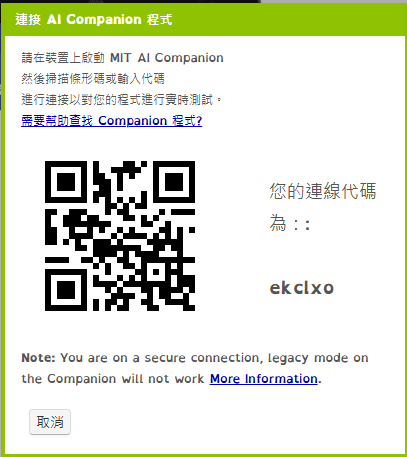 連接 AI Companion 程式
請在裝置上啟動 MIT AI Companion
然後掃描條形碼或輸入代碼
進行連接以對您的程式進行實時測試。
需要幫助查找 Companion 程式?
您的連線代碼
為：:
ekclxo
Note: You are on a secure connection, legacy mode on
the Companion will not work More Information.
取消